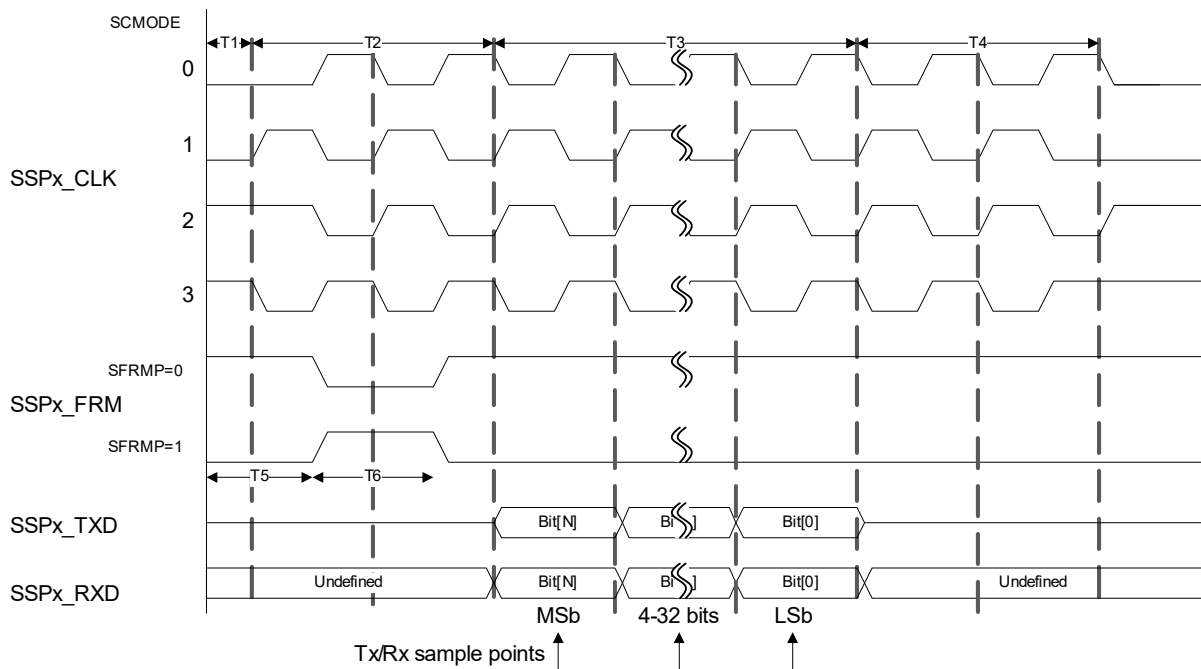 SCMODE
T1 T2 T3 T4
0
1
SSPx_CLK
2
3
SFRMP=0
SSPx_FRM
SFRMP=1
T5 T6
SSPx_TXD Bit[N] Bit[0]
Undefined Bit[N] Bit[0] Undefined
SSPx_RXD
MSb 4-32 bits LSb
Tx/Rx sample points